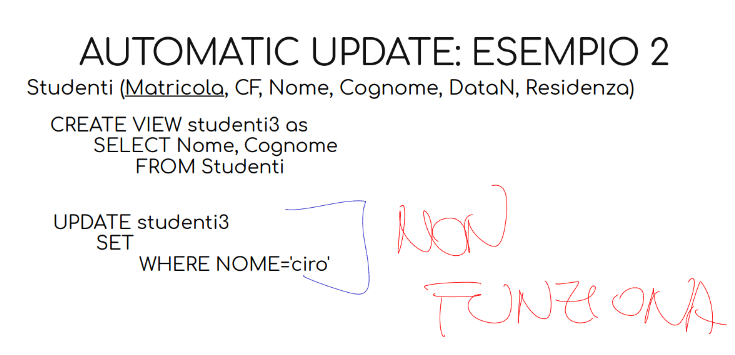 AUTOMATIC UPDATE: ESEMPIO 2
Studenti (Matricola, CF, Nome, Cognome, DataN, Residenza)
CREATE VIEW studenti3 as
SELECT Nome, Cognome
FROM Studenti
UPDATE studenti3
SET
WHERE NOME='ciro'
NON
FUNZIONA